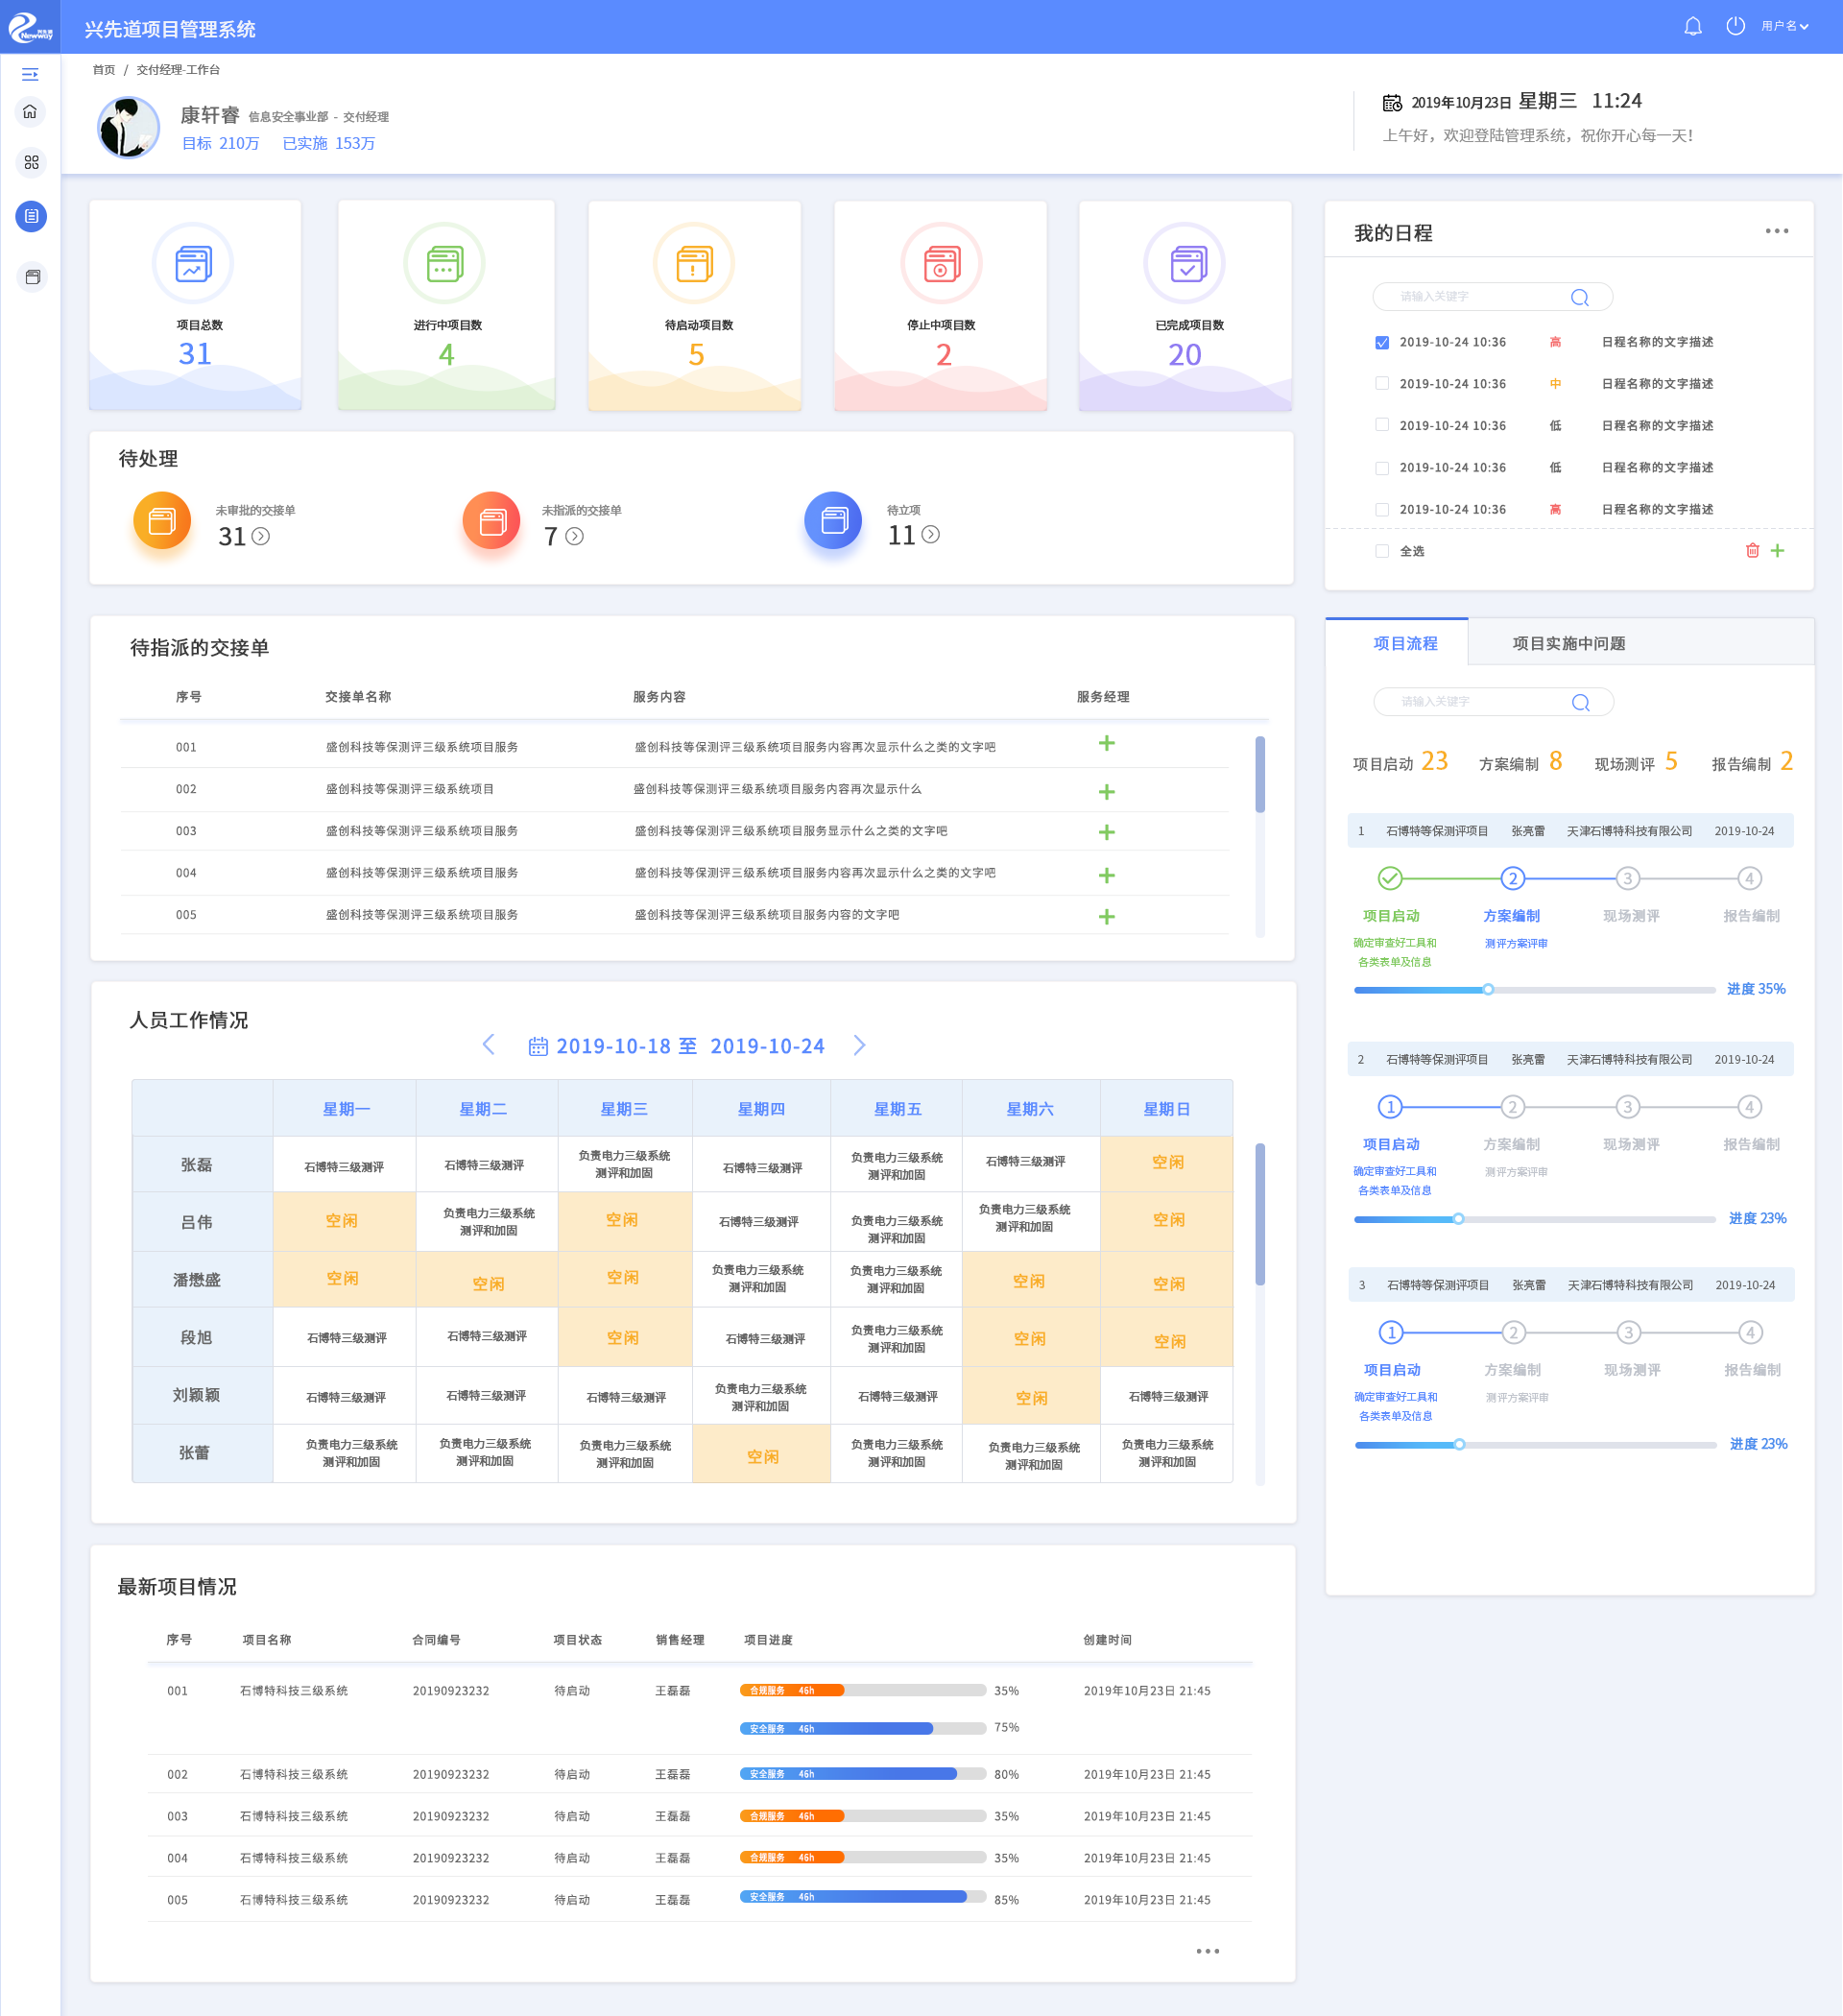 Newway 兴先道项目管理系统 用户名
首页 / 交付经理-工作台
康轩睿 信息安全事业部 - 交付经理
目标 210万 已实施 153万
2019年10月23日 星期三 11:24
上午好，欢迎登陆管理系统，祝你开心每一天！
项目总数
31
进行中项目数
4
待启动项目数
5
停止中项目数
2
已完成项目数
20
待处理
未审批的交接单
31
未指派的交接单
7
待立项
11
我的日程
请输入关键字
2019-10-24 10:36 高 日程名称的文字描述
2019-10-24 10:36 中 日程名称的文字描述
2019-10-24 10:36 低 日程名称的文字描述
2019-10-24 10:36 低 日程名称的文字描述
2019-10-24 10:36 高 日程名称的文字描述
全选
待指派的交接单
序号 交接单名称 服务内容 服务经理
001 盛创科技等保测评三级系统项目服务 盛创科技等保测评三级系统项目服务内容再次显示什么之类的文字吧
002 盛创科技等保测评三级系统项目 盛创科技等保测评三级系统项目服务内容再次显示什么
003 盛创科技等保测评三级系统项目服务 盛创科技等保测评三级系统项目服务显示什么之类的文字吧
004 盛创科技等保测评三级系统项目服务 盛创科技等保测评三级系统项目服务内容再次显示什么之类的文字吧
005 盛创科技等保测评三级系统项目服务 盛创科技等保测评三级系统项目服务内容的文字吧
项目流程 项目实施中问题
请输入关键字
项目启动 23 方案编制 8 现场测评 5 报告编制 2
1 石博特等保测评项目 张亮雷 天津石博特科技有限公司 2019-10-24
2 3 4
项目启动 方案编制 现场测评 报告编制
确定审查好工具和 测评方案评审
各类表单及信息
进度 35%
2 石博特等保测评项目 张亮雷 天津石博特科技有限公司 2019-10-24
1 2 3 4
项目启动 方案编制 现场测评 报告编制
确定审查好工具和 测评方案评审
各类表单及信息
进度 23%
3 石博特等保测评项目 张亮雷 天津石博特科技有限公司 2019-10-24
1 2 3 4
项目启动 方案编制 现场测评 报告编制
确定审查好工具和 测评方案评审
各类表单及信息
进度 23%
人员工作情况
2019-10-18 至 2019-10-24
星期一 星期二 星期三 星期四 星期五 星期六 星期日
张磊 石博特三级测评 石博特三级测评 负责电力三级系统 石博特三级测评 负责电力三级系统 石博特三级测评 空闲
测评和加固 测评和加固
吕伟 空闲 负责电力三级系统 空闲 石博特三级测评 负责电力三级系统 负责电力三级系统 空闲
测评和加固 测评和加固 测评和加固
潘懋盛 空闲 空闲 空闲 负责电力三级系统 负责电力三级系统 空闲 空闲
测评和加固 测评和加固
段旭 石博特三级测评 石博特三级测评 空闲 石博特三级测评 负责电力三级系统 空闲 空闲
测评和加固
刘颖颖 石博特三级测评 石博特三级测评 石博特三级测评 负责电力三级系统 石博特三级测评 空闲 石博特三级测评
测评和加固
张蕾 负责电力三级系统 负责电力三级系统 负责电力三级系统 空闲 负责电力三级系统 负责电力三级系统 负责电力三级系统
测评和加固 测评和加固 测评和加固 测评和加固 测评和加固 测评和加固
最新项目情况
序号 项目名称 合同编号 项目状态 销售经理 项目进度 创建时间
001 石博特科技三级系统 20190923232 待启动 王磊磊 合规服务 46h 35% 2019年10月23日 21:45
安全服务 46h 75%
002 石博特科技三级系统 20190923232 待启动 王磊磊 安全服务 46h 80% 2019年10月23日 21:45
003 石博特科技三级系统 20190923232 待启动 王磊磊 合规服务 46h 35% 2019年10月23日 21:45
004 石博特科技三级系统 20190923232 待启动 王磊磊 合规服务 46h 35% 2019年10月23日 21:45
005 石博特科技三级系统 20190923232 待启动 王磊磊 安全服务 46h 85% 2019年10月23日 21:45